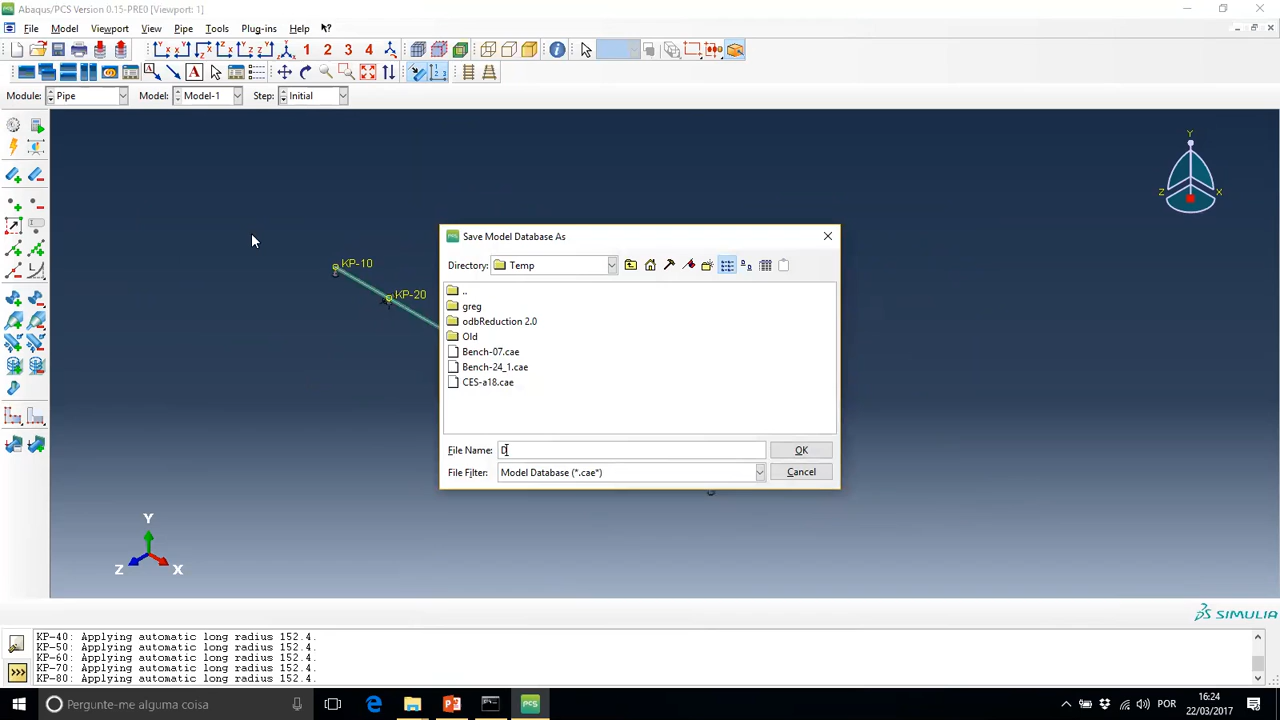 Abaqus/PCS Version 0.15-PRE0 [Viewport: 1]
File Model Viewport View Pipe Tools Plug-ins Help
1 2 3 4
A
Module: Pipe Model: Model-1 Step: Initial
Y
Z X
KP-10
KP-20
Save Model Database As
Directory: Temp
..
greg
odbReduction 2.0
Old
Bench-07.cae
Bench-24_1.cae
CES-a18.cae
File Name: D OK
File Filter: Model Database (*.cae*) Cancel
Y
Z X
SIMULIA
KP-40: Applying automatic long radius 152.4.
KP-50: Applying automatic long radius 152.4.
KP-60: Applying automatic long radius 152.4.
KP-70: Applying automatic long radius 152.4.
KP-80: Applying automatic long radius 152.4.
>>>
Pergunte-me alguma coisa
PCS
POR
16:24
22/03/2017